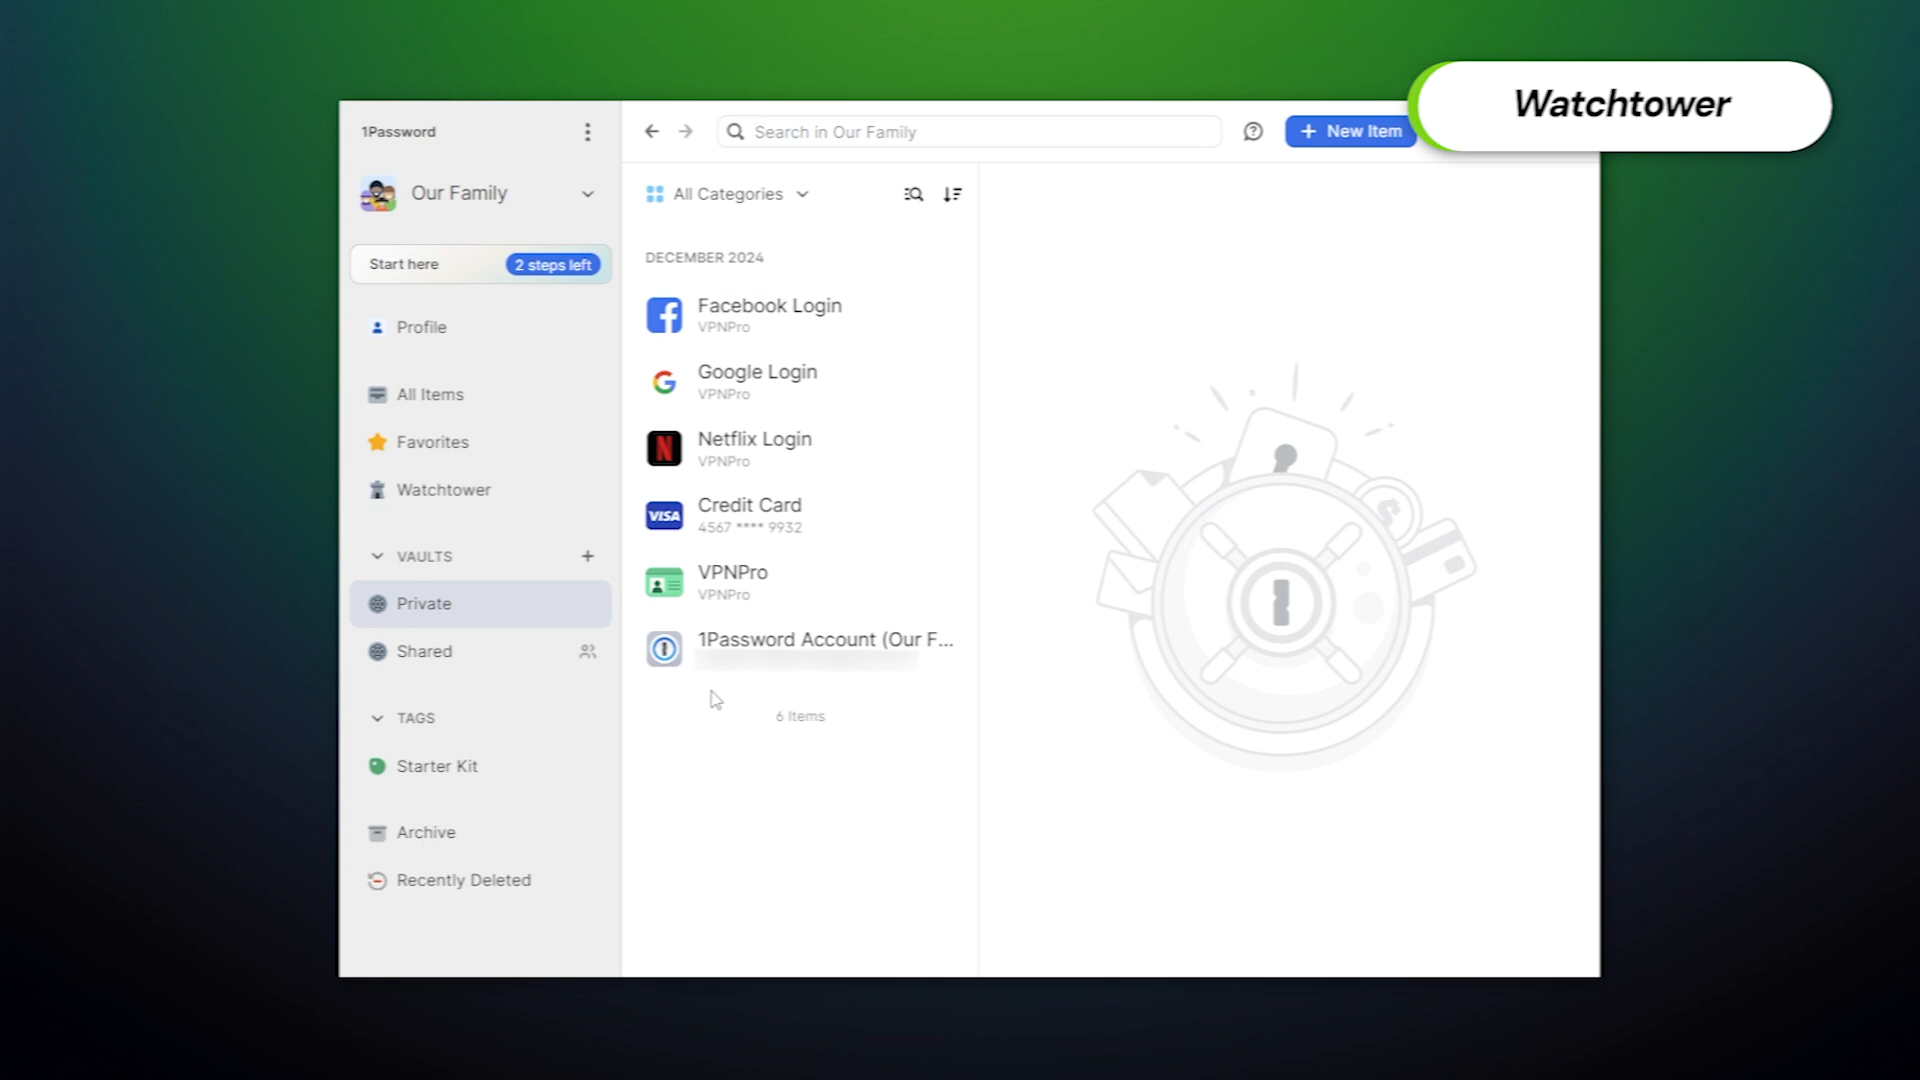 Watchtower
1Password
Search in Our Family
New Item
Our Family
Start here
2 steps left
Profile
All Items
Favorites
Watchtower
VAULTS
Private
Shared
TAGS
Starter Kit
Archive
Recently Deleted
All Categories
DECEMBER 2024
Facebook Login
VPNPro
Google Login
VPNPro
Netflix Login
VPNPro
VISA
Credit Card
4567 **** 9932
VPNPro
VPNPro
1Password Account (Our F...
6 Items